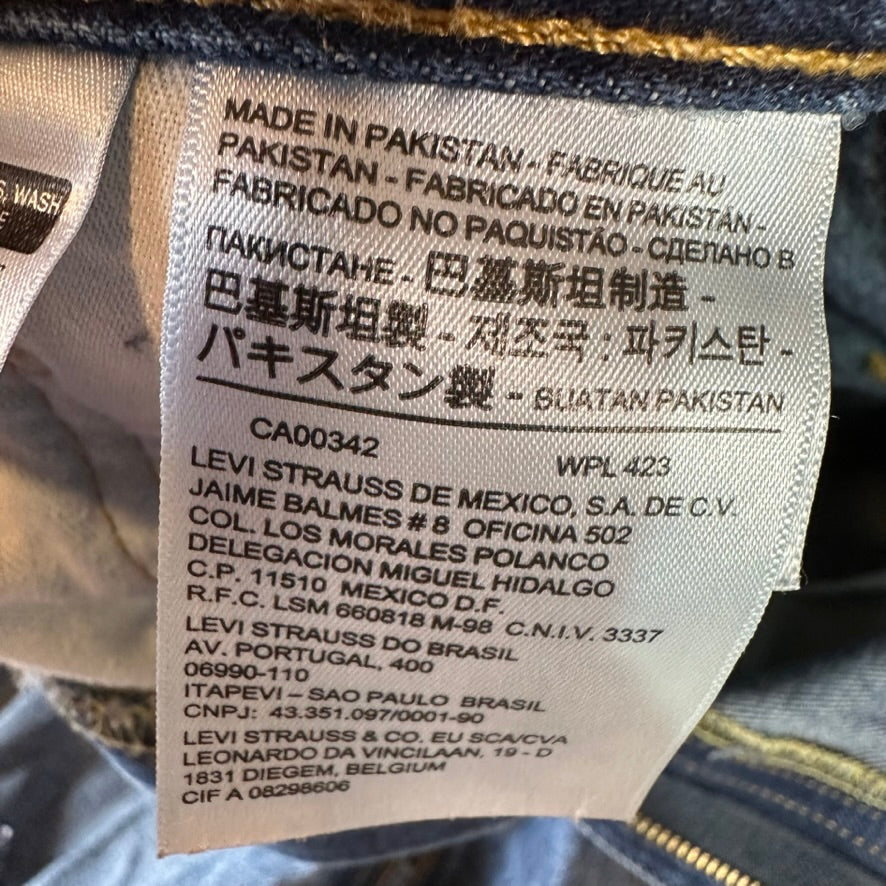 S, WASH
MADE IN PAKISTAN - FABRIQUE AU
PAKISTAN - FABRICADO EN PAKISTÁN -
FABRICADO NO PAQUISTÃO - СДЕЛАНО В
ПАКИСТАНЕ - 巴基斯坦制造 -
巴基斯坦製 - 제조국 : 파키스탄 -
パキスタン製 - BUATAN PAKISTAN
CA00342 WPL 423
LEVI STRAUSS DE MEXICO, S.A. DE C.V.
JAIME BALMES # 8 OFICINA 502
COL. LOS MORALES POLANCO
DELEGACION MIGUEL HIDALGO
C.P. 11510 MEXICO D.F.
R.F.C. LSM 660818 M-98 C.N.I.V. 3337
LEVI STRAUSS DO BRASIL
AV. PORTUGAL, 400
06990-110
ITAPEVI – SAO PAULO BRASIL
CNPJ: 43.351.097/0001-90
LEVI STRAUSS & CO. EU SCA/CVA
LEONARDO DA VINCILAAN, 19 - D
1831 DIEGEM, BELGIUM
CIF A 08298606